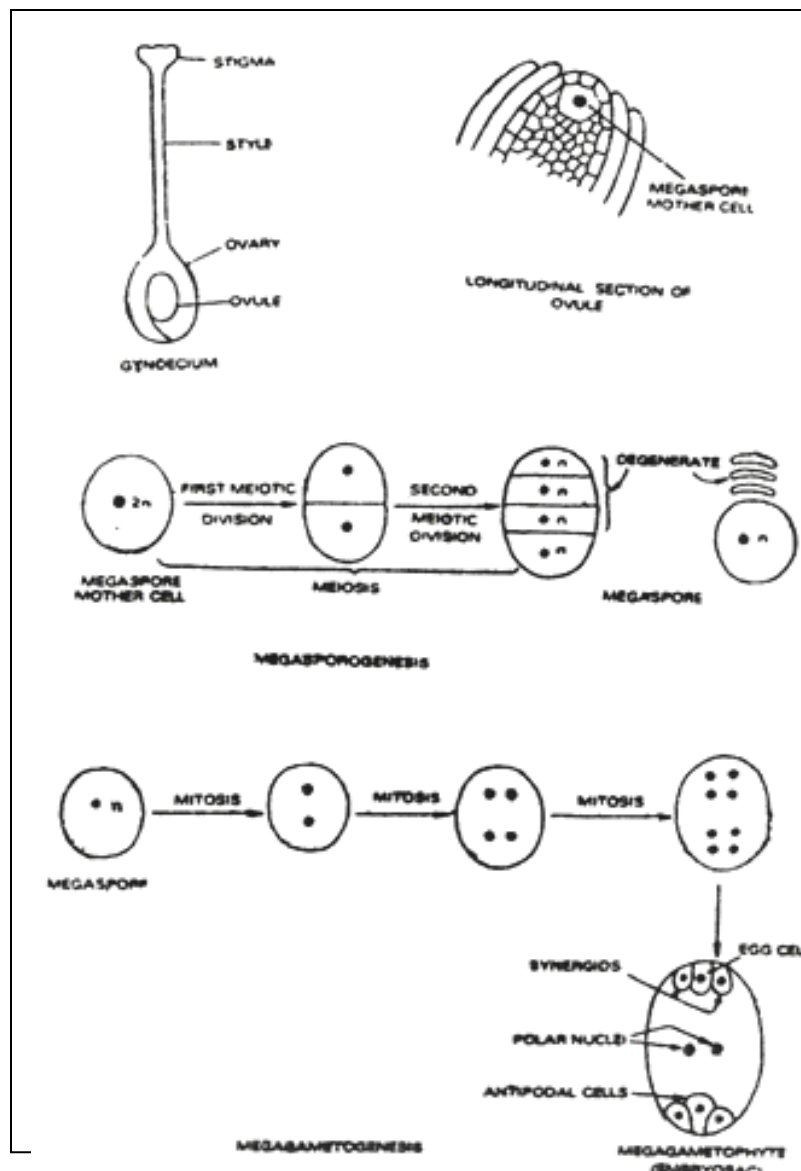 STIGMA
STYLE
OVARY
OVULE
GYNOECIUM
MEGASPORE
MOTHER CELL
LONGITUDINAL SECTION OF
OVULE
2n
FIRST MEIOTIC
DIVISION
SECOND
MEIOTIC
DIVISION
n
n
n
n
DEGENERATE
n
MEGASPORE
MOTHER CELL
MEIOSIS
MEGASPORE
MEGASPOROGENESIS
n
MITOSIS
MITOSIS
MITOSIS
MEGASPORE
EGG CEL
SYNERGIDS
POLAR NUCLEI
ANTIPODAL CELLS
MEGAGAMETOGENESIS
MEGAGAMETOPHYTE
(EMBRYOSAC)